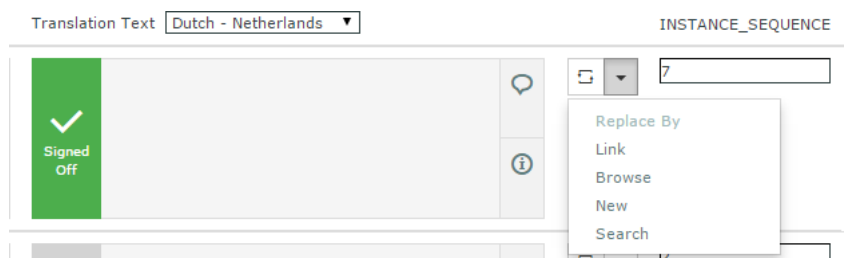 Translation Text Dutch - Netherlands INSTANCE_SEQUENCE
7
Signed
Off
Replace By
Link
Browse
New
Search